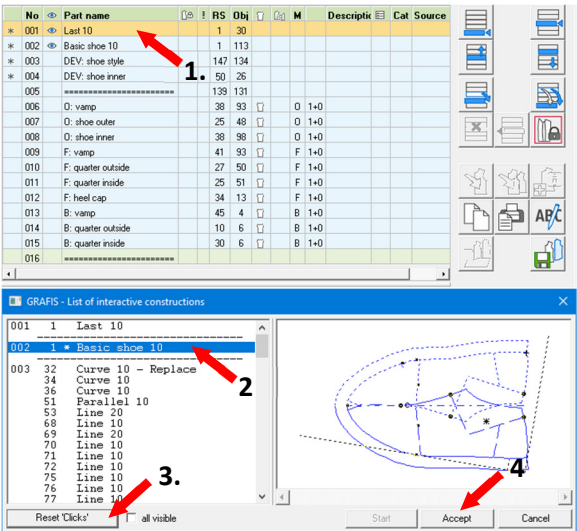 No Part name ! RS Obj M Descriptic Cat Source
* 001 Last 10 1 30
* 002 Basic shoe 10 1 113
* 003 DEV: shoe style 147 134
* 004 DEV: shoe inner 50 26
005 ======================= 139 131
006 O: vamp 38 93 O 1+0
007 O: shoe outer 25 48 O 1+0
008 O: shoe inner 38 98 O 1+0
009 F: vamp 41 93 F 1+0
010 F: quarter outside 27 50 F 1+0
011 F: quarter inside 25 51 F 1+0
012 F: heel cap 34 13 F 1+0
013 B: vamp 45 4 B 1+0
014 B: quarter outside 10 6 B 1+0
015 B: quarter inside 30 6 B 1+0
016 =======================
1.
ABC
GRAFIS - List of interactive constructions
001 1 Last 10
002 1 * Basic shoe 10
003 32 Curve 10 - Replace
34 Curve 10
36 Curve 10
51 Parallel 10
53 Line 20
68 Line 10
69 Line 20
70 Line 10
71 Line 10
72 Line 10
75 Line 10
76 Line 10
77 Line 10
2
3.
4
Reset 'Clicks' all visible Start Accept Cancel